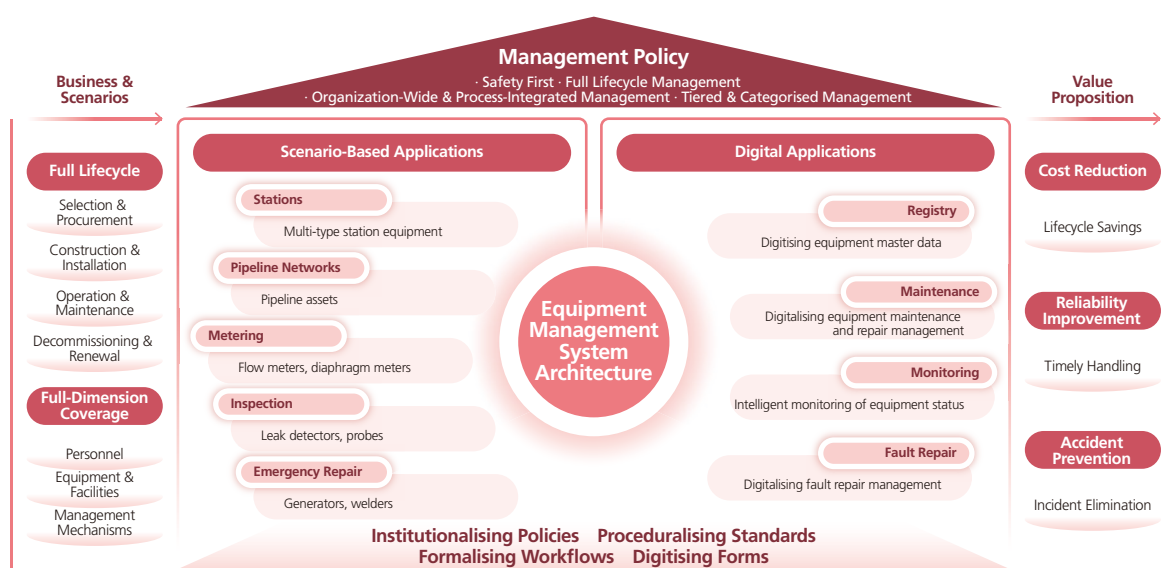 Management Policy
· Safety First · Full Lifecycle Management
· Organization-Wide & Process-Integrated Management · Tiered & Categorised Management
Business &
Scenarios
Full Lifecycle
Selection &
Procurement
Construction &
Installation
Operation &
Maintenance
Decommissioning &
Renewal
Full-Dimension
Coverage
Personnel
Equipment &
Facilities
Management
Mechanisms
Scenario-Based Applications
Stations
Multi-type station equipment
Pipeline Networks
Pipeline assets
Metering
Flow meters, diaphragm meters
Inspection
Leak detectors, probes
Emergency Repair
Generators, welders
Equipment
Management
System
Architecture
Digital Applications
Registry
Digitising equipment master data
Maintenance
Digitalising equipment maintenance
and repair management
Monitoring
Intelligent monitoring of equipment status
Fault Repair
Digitalising fault repair management
Institutionalising Policies Proceduralising Standards
Formalising Workflows Digitising Forms
Value
Proposition
Cost Reduction
Lifecycle Savings
Reliability
Improvement
Timely Handling
Accident
Prevention
Incident Elimination